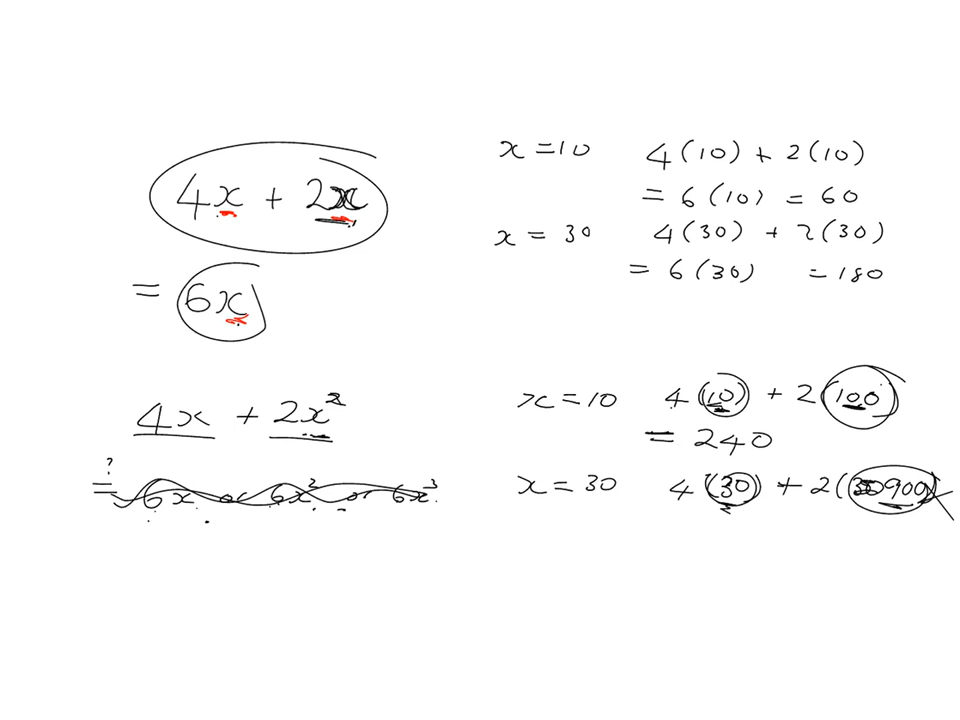 4x + 2x
= 6x
x = 10 4(10) + 2(10)
= 6(10) = 60
x = 30 4(30) + 2(30)
= 6(30) = 180
4x + 2x²
?
= 6x or 6x² or 6x³
x = 10 4(10) + 2(100)
= 240
x = 30 4(30) + 2(900)